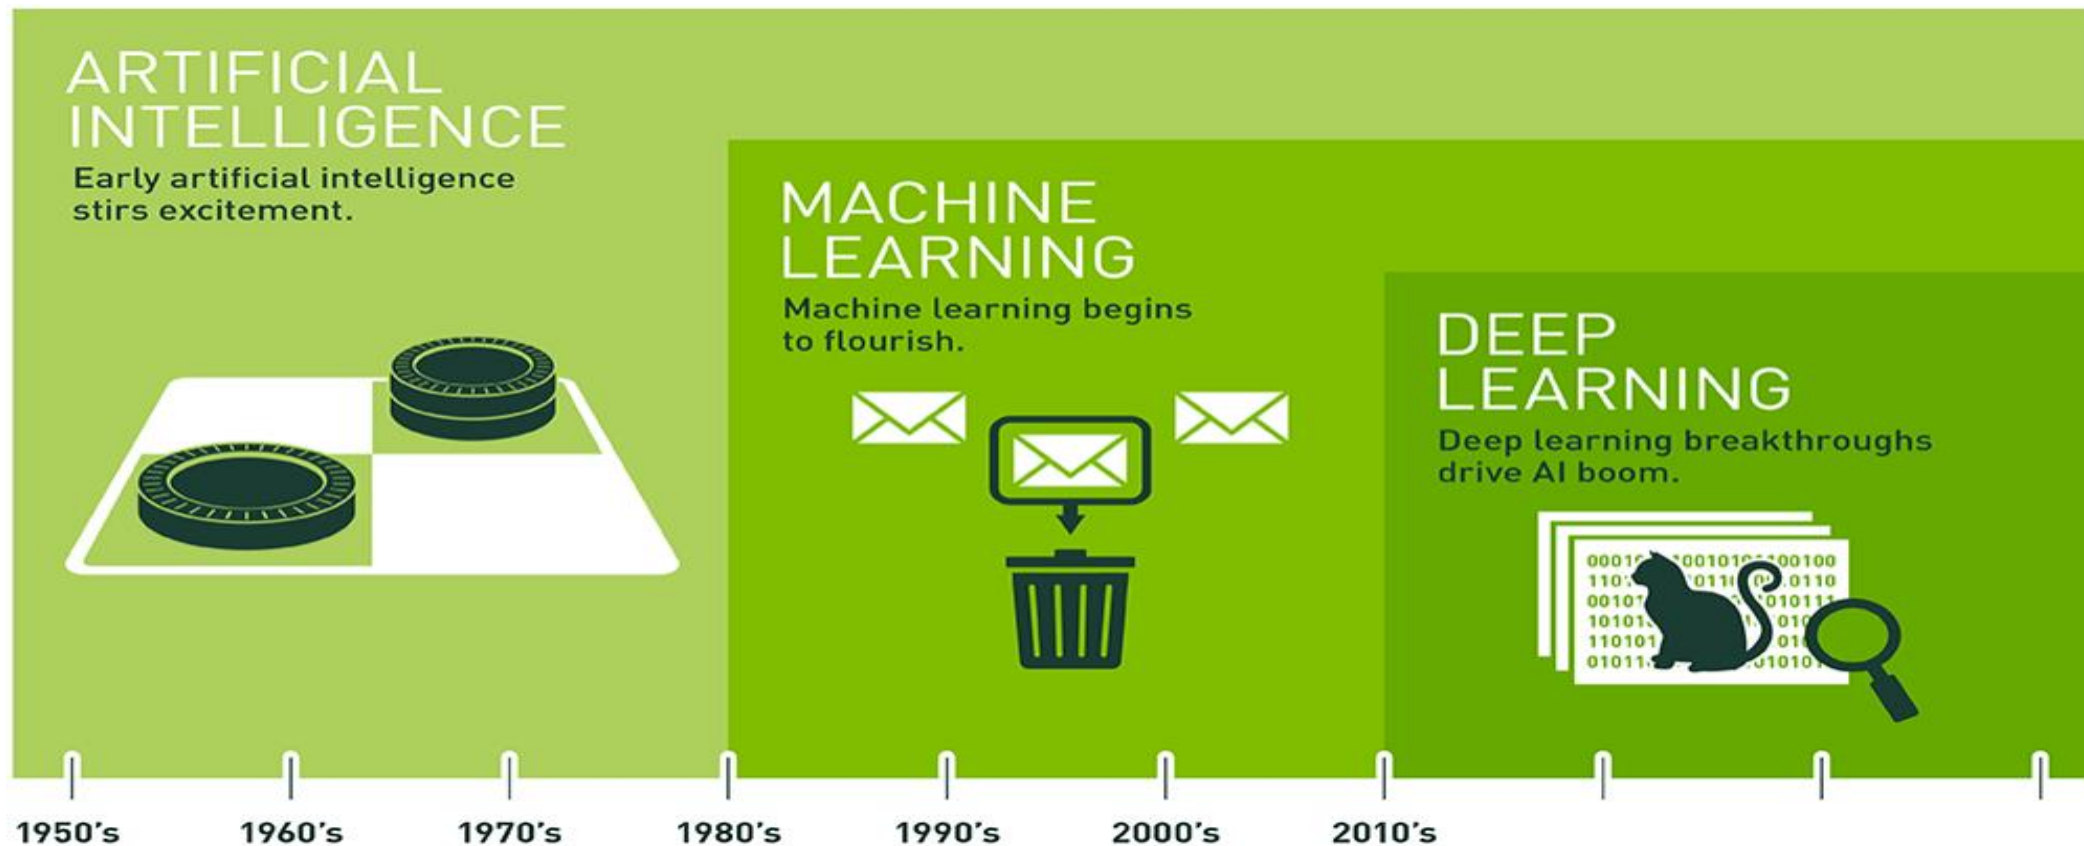 ARTIFICIAL
INTELLIGENCE
Early artificial intelligence
stirs excitement.
MACHINE
LEARNING
Machine learning begins
to flourish.
DEEP
LEARNING
Deep learning breakthroughs
drive AI boom.
1950's 1960's 1970's 1980's 1990's 2000's 2010's